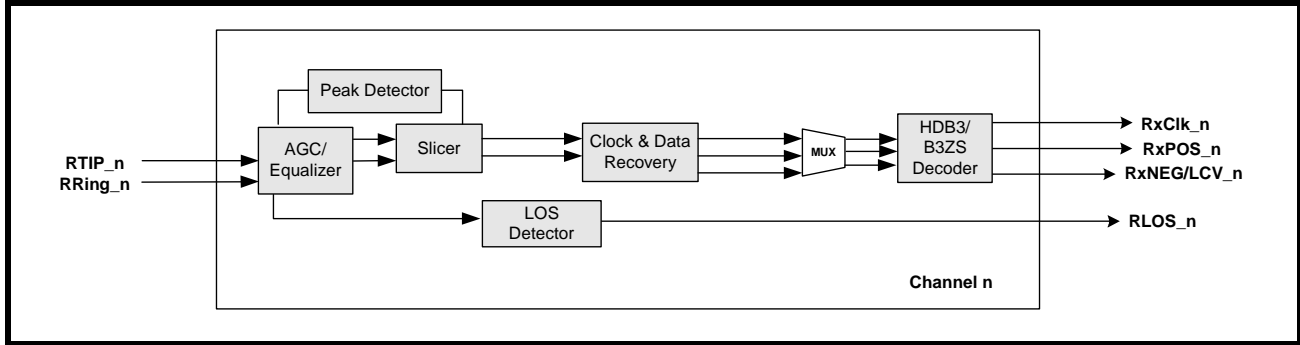 Peak Detector
AGC/
Equalizer
Slicer
Clock & Data
Recovery
MUX
HDB3/
B3ZS
Decoder
RTIP_n
RRing_n
RxClk_n
RxPOS_n
RxNEG/LCV_n
LOS
Detector
RLOS_n
Channel n